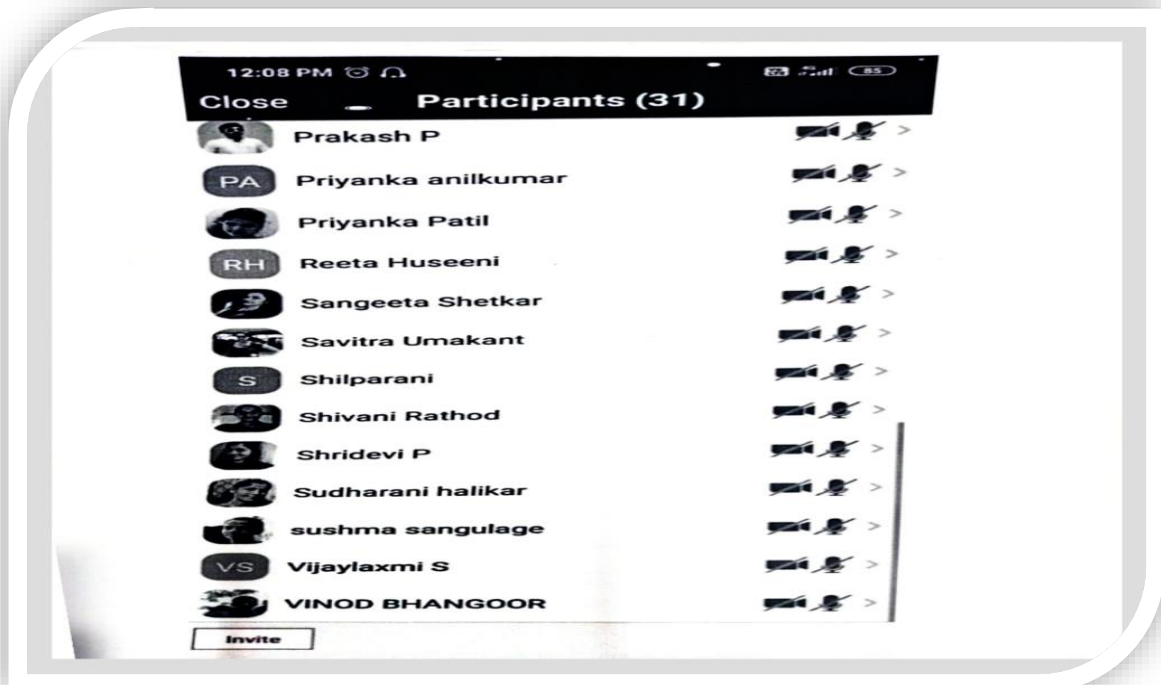 12:08 PM
85
Close Participants (31)
Prakash P
PA Priyanka anilkumar
Priyanka Patil
RH Reeta Huseeni
Sangeeta Shetkar
Savitra Umakant
S Shilparani
Shivani Rathod
Shridevi P
Sudharani halikar
sushma sangulage
VS Vijaylaxmi S
VINOD BHANGOOR
Invite